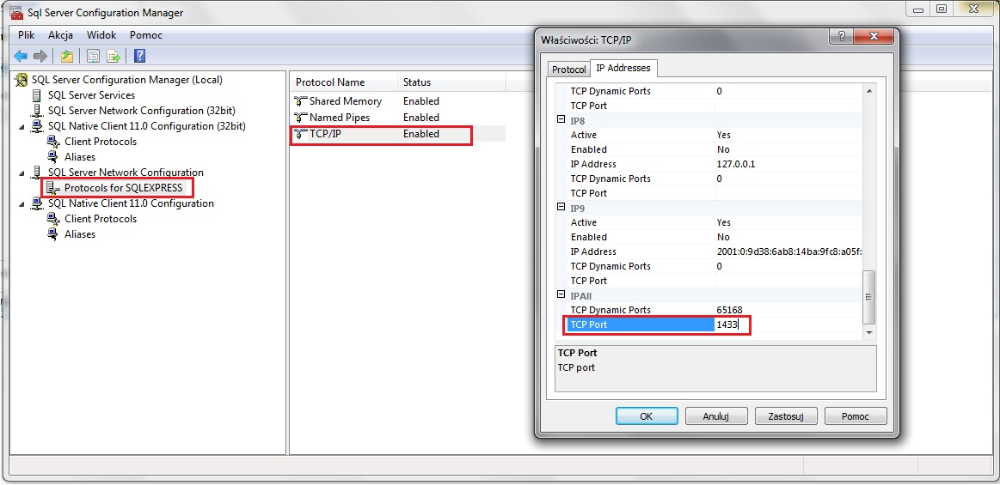 Sql Server Configuration Manager
Plik Akcja Widok Pomoc
SQL Server Configuration Manager (Local)
SQL Server Services
SQL Server Network Configuration (32bit)
SQL Native Client 11.0 Configuration (32bit)
Client Protocols
Aliases
SQL Server Network Configuration
Protocols for SQLEXPRESS
SQL Native Client 11.0 Configuration
Client Protocols
Aliases
Protocol Name Status
Shared Memory Enabled
Named Pipes Enabled
TCP/IP Enabled
Właściwości: TCP/IP
Protocol IP Addresses
TCP Dynamic Ports 0
TCP Port
IP8
Active Yes
Enabled No
IP Address 127.0.0.1
TCP Dynamic Ports 0
TCP Port
IP9
Active Yes
Enabled No
IP Address 2001:0:9d38:6ab8:14ba:9fc8:a05f:
TCP Dynamic Ports 0
TCP Port
IPAll
TCP Dynamic Ports 65168
TCP Port 1433
TCP Port
TCP port
OK Anuluj Zastosuj Pomoc